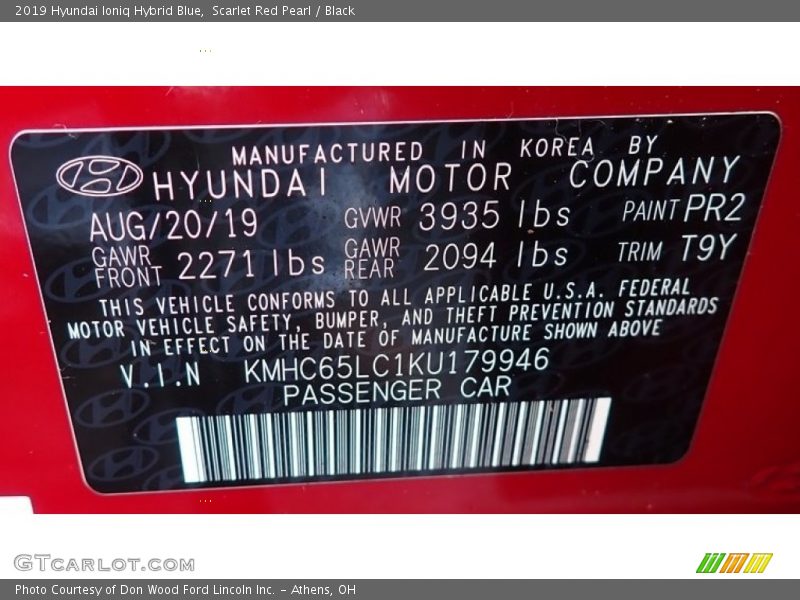 2019 Hyundai Ioniq Hybrid Blue, Scarlet Red Pearl / Black
MANUFACTURED IN KOREA BY
HYUNDAI MOTOR COMPANY
AUG/20/19 GVWR 3935 lbs PAINT PR2
GAWR FRONT 2271 lbs GAWR REAR 2094 lbs TRIM T9Y
THIS VEHICLE CONFORMS TO ALL APPLICABLE U.S.A. FEDERAL
MOTOR VEHICLE SAFETY, BUMPER, AND THEFT PREVENTION STANDARDS
IN EFFECT ON THE DATE OF MANUFACTURE SHOWN ABOVE
V.I.N KMHC65LC1KU179946
PASSENGER CAR
GTCARLOT.COM
Photo Courtesy of Don Wood Ford Lincoln Inc. - Athens, OH